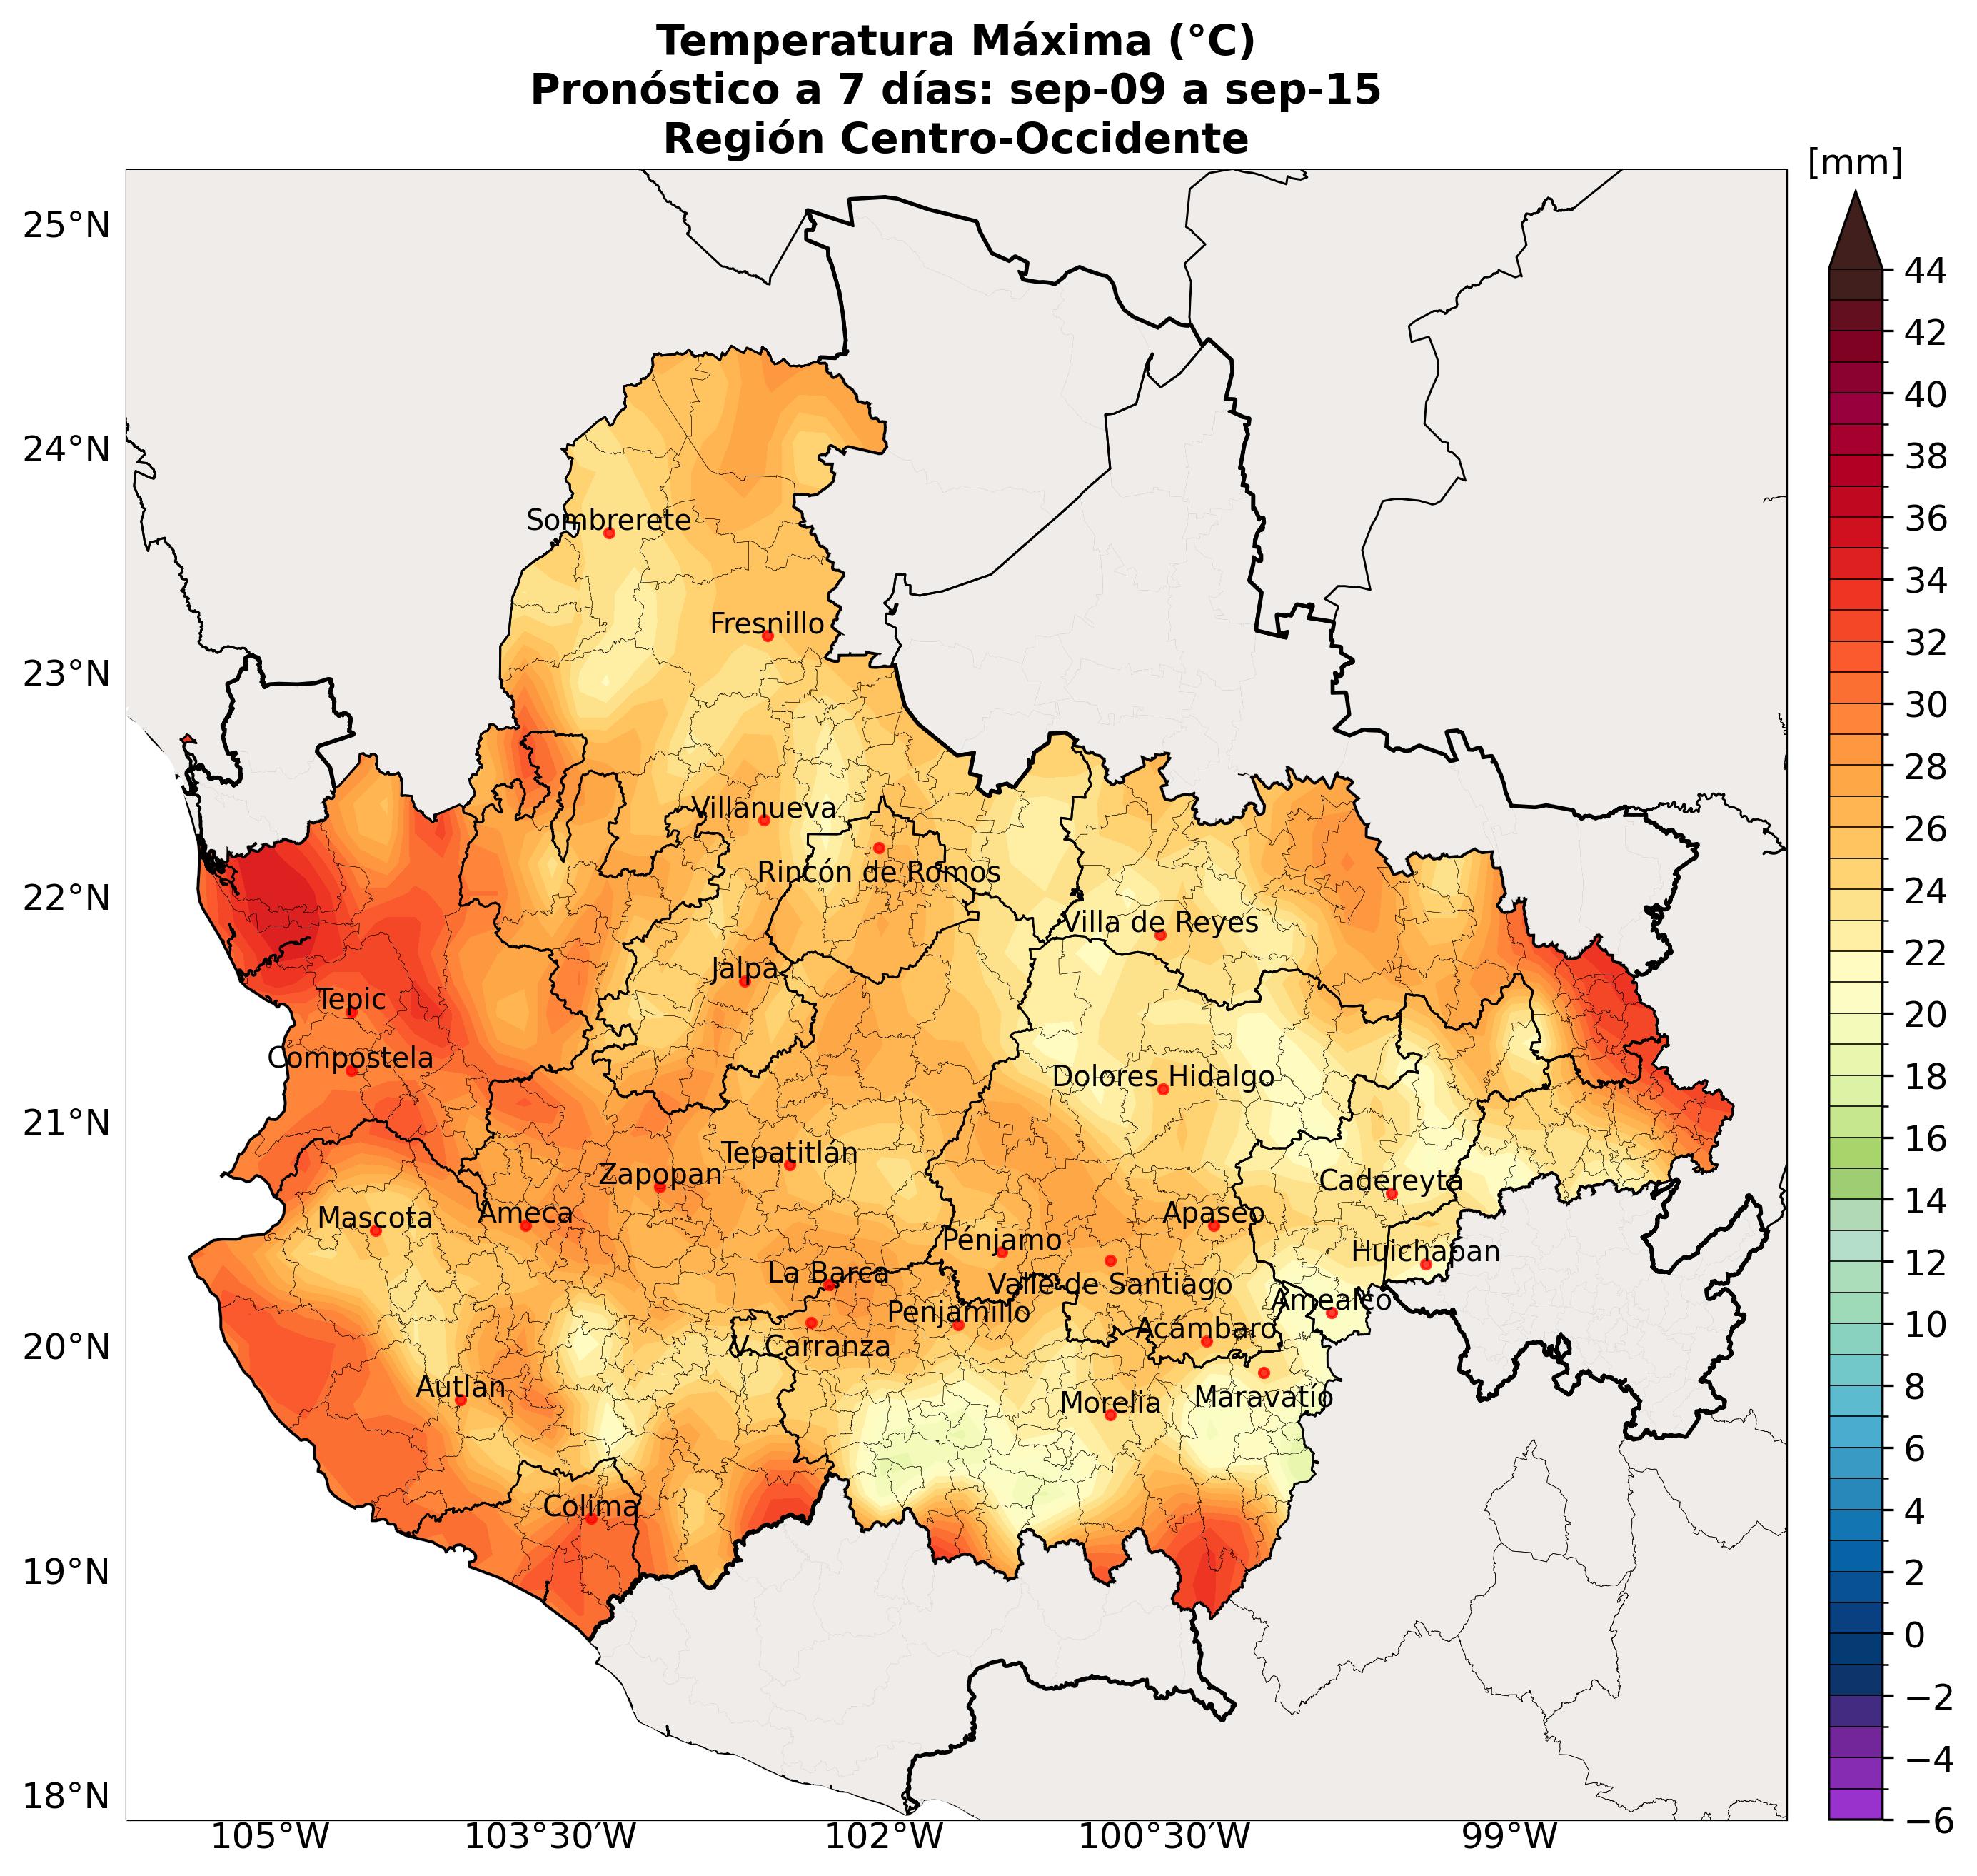 Temperatura Máxima (°C)
Pronóstico a 7 días: sep-09 a sep-15
Región Centro-Occidente
[mm]
25°N
24°N
23°N
22°N
21°N
20°N
19°N
18°N
105°W
103°30′W
102°W
100°30′W
99°W
44
42
40
38
36
34
32
30
28
26
24
22
20
18
16
14
12
10
8
6
4
2
0
−2
−4
−6
Sombrerete
Fresnillo
Villanueva
Rincón de Romos
Villa de Reyes
Jalpa
Tepic
Compostela
Dolores Hidalgo
Tepatitlán
Zapopan
Cadereyta
Mascota
Ameca
Apaseo
Pénjamo
Huichapan
La Barca
Valle de Santiago
Penjamillo
Amealco
Acámbaro
V. Carranza
Autlan
Morelia
Maravatío
Colima